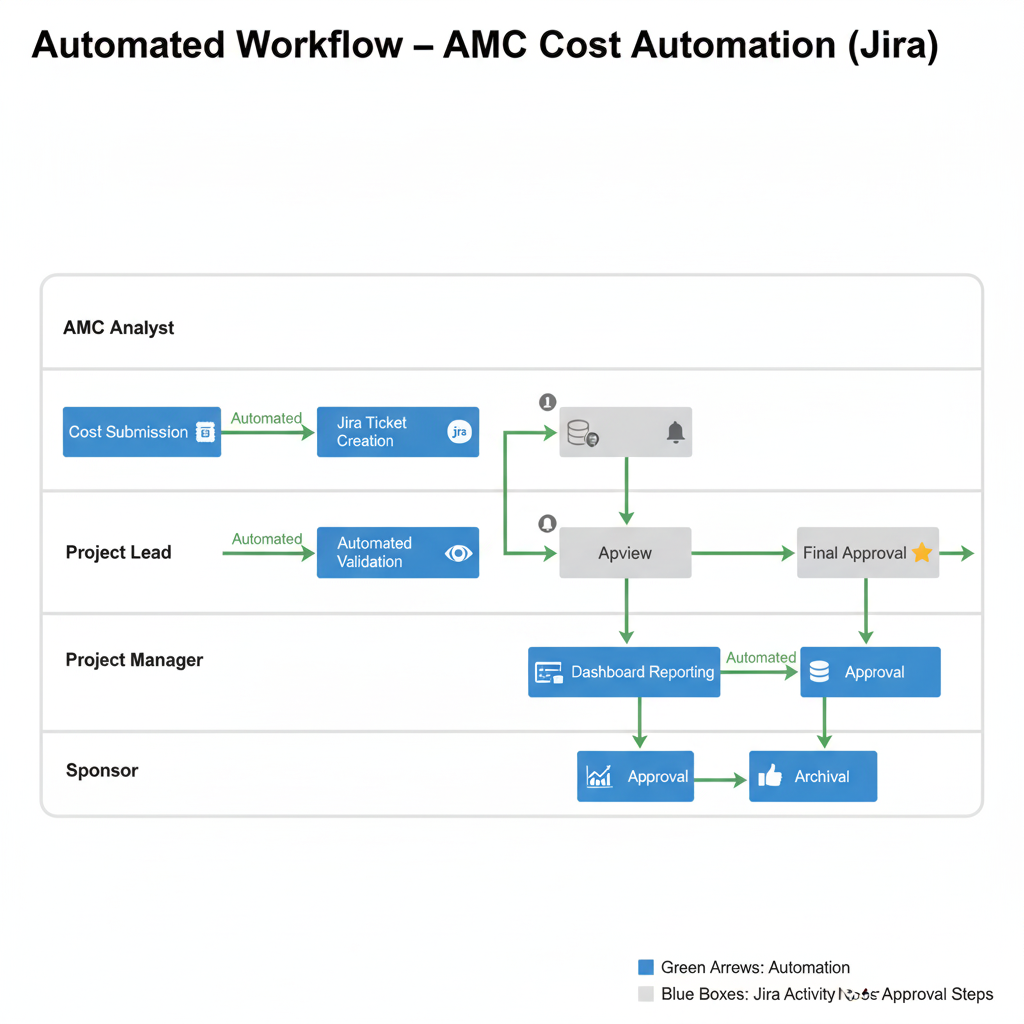 Automated Workflow – AMC Cost Automation (Jira)
AMC Analyst
Cost Submission
Automated
Jira Ticket
Creation
jira
1
Project Lead
Automated
Automated
Validation
Apview
Final Approval
Project Manager
Dashboard Reporting
Automated
Approval
Sponsor
Approval
Archival
Green Arrews: Automation
Blue Boxes: Jira Activity Approval Steps